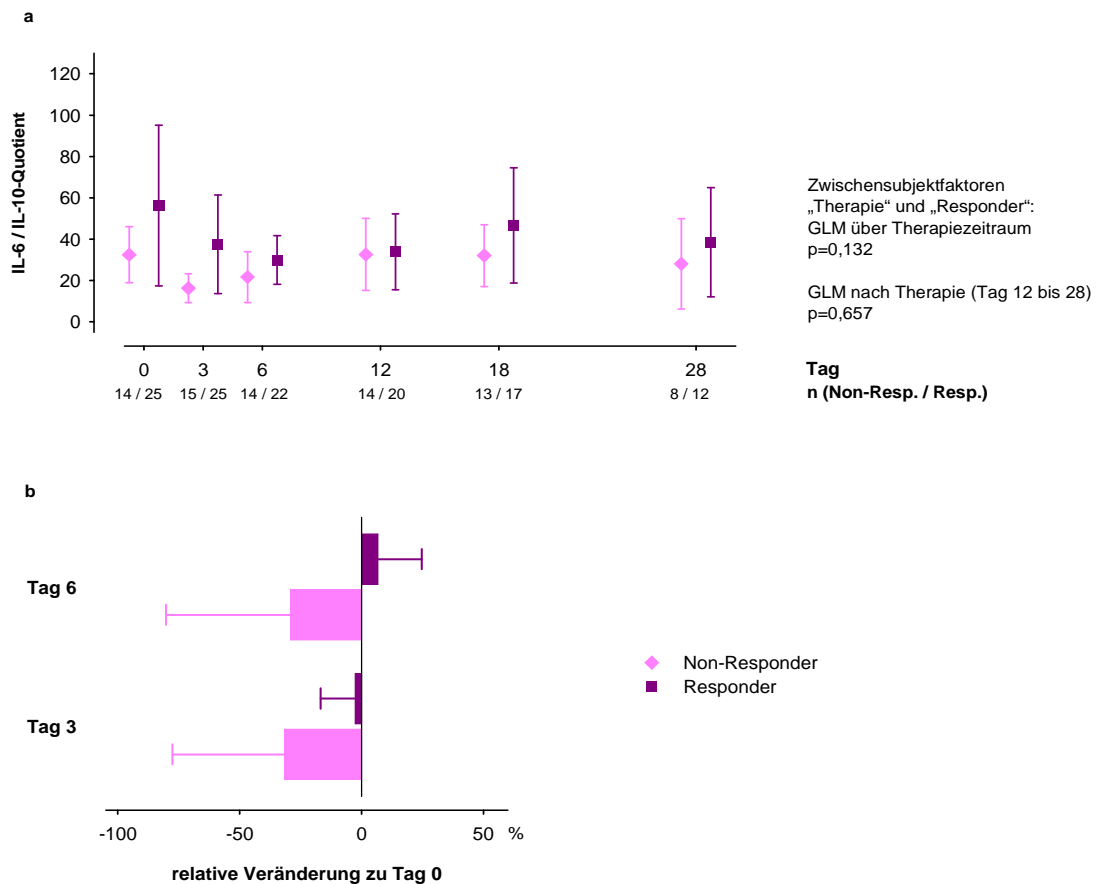 a
120
100
80
60
40
20
0
IL-6 / IL-10-Quotient
Zwischensubjektfaktoren
„Therapie“ und „Responder“:
GLM über Therapiezeitraum
p=0,132
GLM nach Therapie (Tag 12 bis 28)
p=0,657
0 3 6 12 18 28 Tag
14 / 25 15 / 25 14 / 22 14 / 20 13 / 17 8 / 12 n (Non-Resp. / Resp.)
b
Tag 6
Tag 3
Non-Responder
Responder
-100 -50 0 50 %
relative Veränderung zu Tag 0